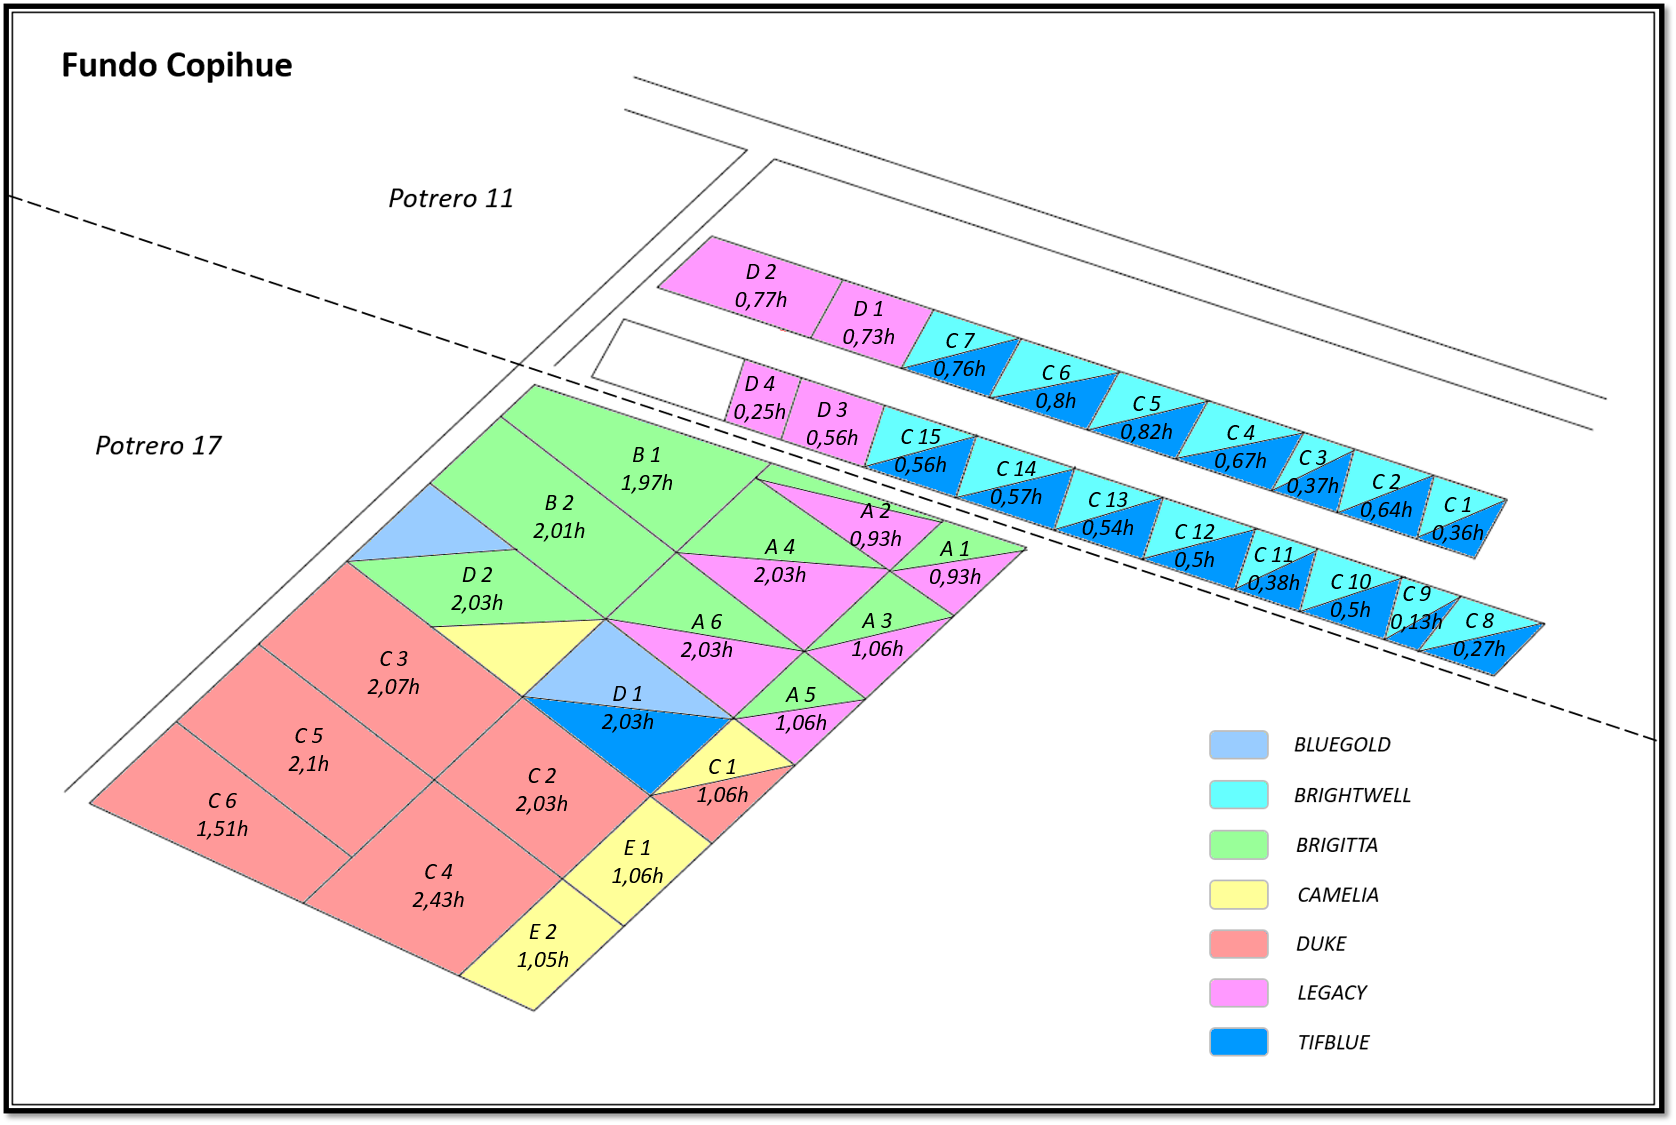 Fundo Copihue
Potrero 11
D 2
0,77h
D 1
0,73h
C 7
0,76h
C 6
0,8h
C 5
0,82h
C 4
0,67h
C 3
0,37h
C 2
0,64h
C 1
0,36h
D 4
0,25h
D 3
0,56h
C 15
0,56h
C 14
0,57h
C 13
0,54h
C 12
0,5h
C 11
0,38h
C 10
0,5h
C 9
0,13h
C 8
0,27h
Potrero 17
B 1
1,97h
B 2
2,01h
A 2
0,93h
A 1
0,93h
A 4
2,03h
A 3
1,06h
D 2
2,03h
A 6
2,03h
A 5
1,06h
C 3
2,07h
D 1
2,03h
C 5
2,1h
C 2
2,03h
C 1
1,06h
C 6
1,51h
C 4
2,43h
E 1
1,06h
E 2
1,05h
BLUEGOLD
BRIGHTWELL
BRIGITTA
CAMELIA
DUKE
LEGACY
TIFBLUE